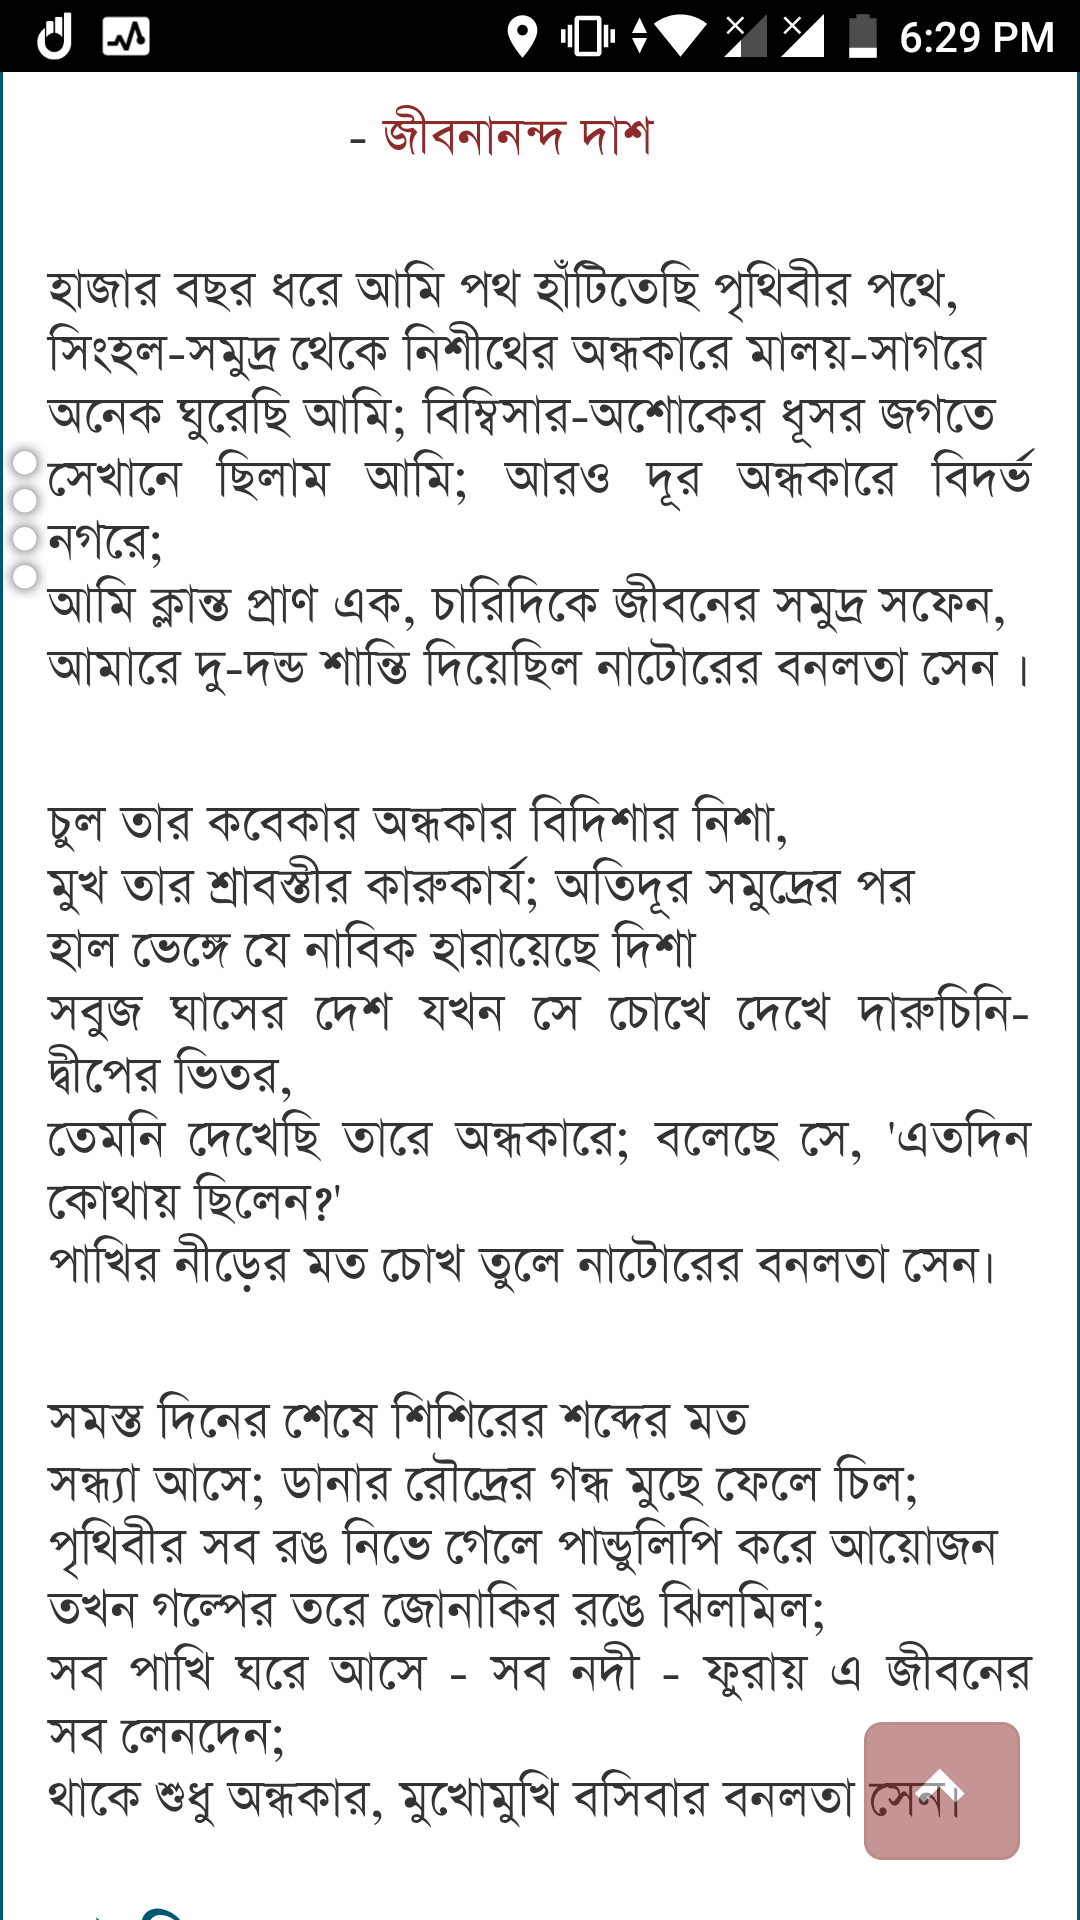 6:29 PM
- জীবনানন্দ দাশ
হাজার বছর ধরে আমি পথ হাঁটিতেছি পৃথিবীর পথে,
সিংহল-সমুদ্র থেকে নিশীথের অন্ধকারে মালয়-সাগরে
অনেক ঘুরেছি আমি; বিম্বিসার-অশোকের ধূসর জগতে
সেখানে ছিলাম আমি; আরও দূর অন্ধকারে বিদর্ভ
নগরে;
আমি ক্লান্ত প্রাণ এক, চারিদিকে জীবনের সমুদ্র সফেন,
আমারে দু-দন্ড শান্তি দিয়েছিল নাটোরের বনলতা সেন ।
চুল তার কবেকার অন্ধকার বিদিশার নিশা,
মুখ তার শ্রাবস্তীর কারুকার্য; অতিদূর সমুদ্রের পর
হাল ভেঙ্গে যে নাবিক হারায়েছে দিশা
সবুজ ঘাসের দেশ যখন সে চোখে দেখে দারুচিনি-
দ্বীপের ভিতর,
তেমনি দেখেছি তারে অন্ধকারে; বলেছে সে, 'এতদিন
কোথায় ছিলেন?'
পাখির নীড়ের মত চোখ তুলে নাটোরের বনলতা সেন।
সমস্ত দিনের শেষে শিশিরের শব্দের মত
সন্ধ্যা আসে; ডানার রৌদ্রের গন্ধ মুছে ফেলে চিল;
পৃথিবীর সব রঙ নিভে গেলে পান্ডুলিপি করে আয়োজন
তখন গল্পের তরে জোনাকির রঙে ঝিলমিল;
সব পাখি ঘরে আসে - সব নদী - ফুরায় এ জীবনের
সব লেনদেন;
থাকে শুধু অন্ধকার, মুখোমুখি বসিবার বনলতা সেন।